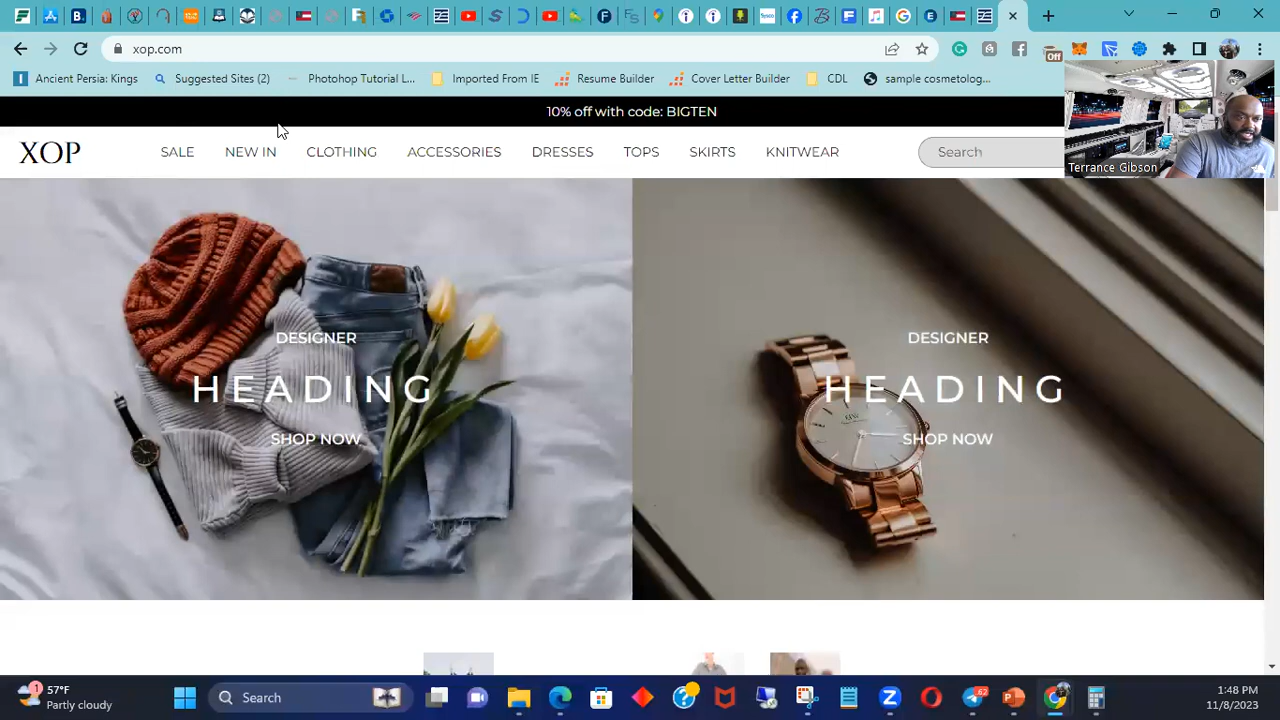 xop.com
Off
Ancient Persia: Kings
Suggested Sites (2)
Photohop Tutorial L...
Imported From IE
Resume Builder
Cover Letter Builder
CDL
sample cosmetolog...
10% off with code: BIGTEN
XOP
SALE
NEW IN
CLOTHING
ACCESSORIES
DRESSES
TOPS
SKIRTS
KNITWEAR
Search
Terrance Gibson
DESIGNER
HEADING
SHOP NOW
DESIGNER
HEADING
SHOP NOW
1
57°F
Partly cloudy
Search
62
1:48 PM
11/8/2023